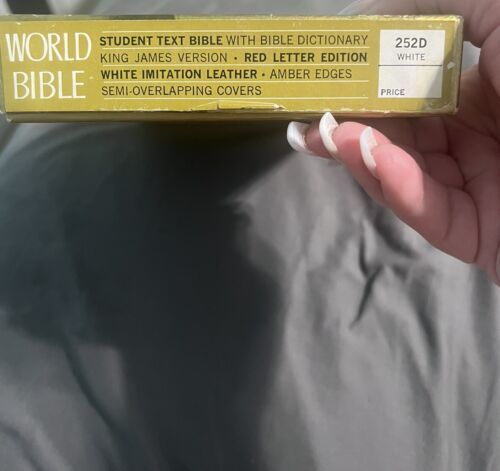 WORLD
BIBLE
STUDENT TEXT BIBLE WITH BIBLE DICTIONARY
KING JAMES VERSION · RED LETTER EDITION
WHITE IMITATION LEATHER · AMBER EDGES
SEMI-OVERLAPPING COVERS
252D
WHITE
PRICE